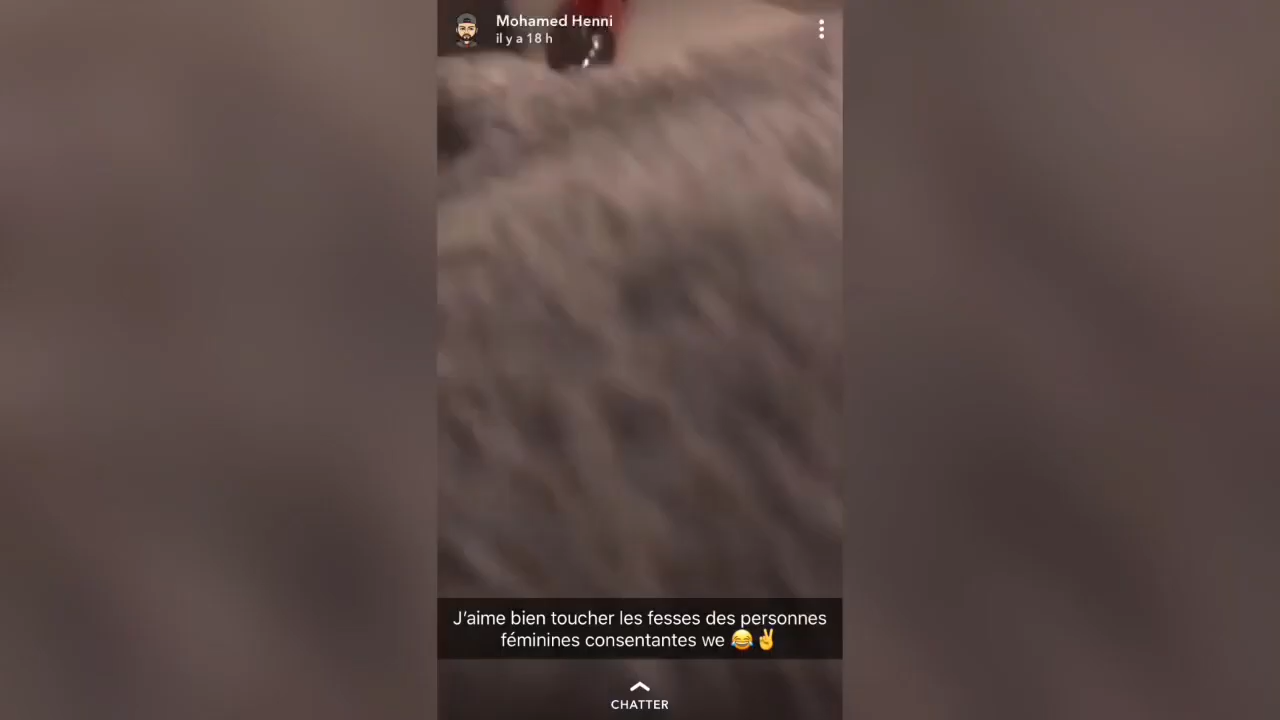 Mohamed Henni
il y a 18 h
J’aime bien toucher les fesses des personnes
féminines consentantes we 😂✌️
CHATTER